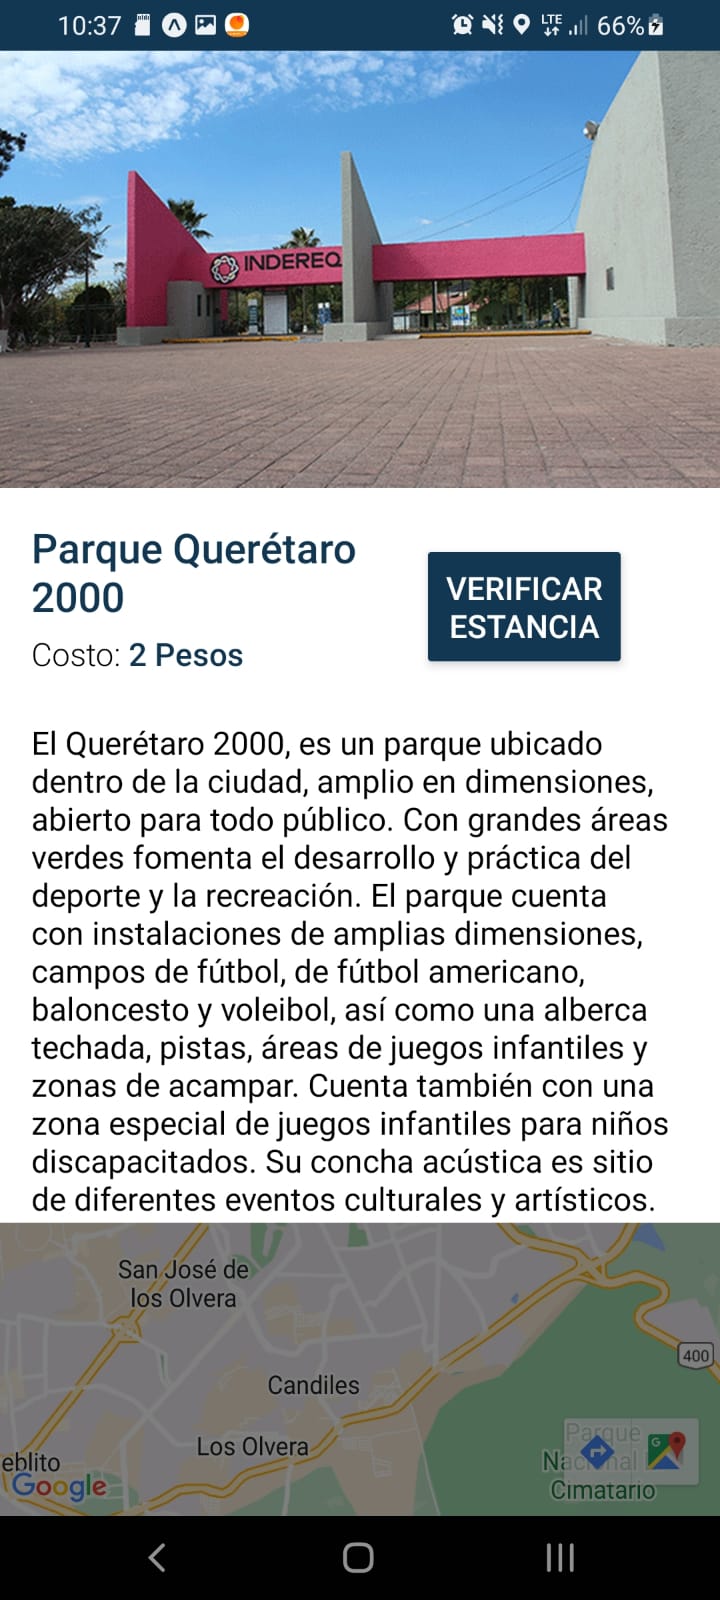 10:37
LTE
66%
INDEREQ
Parque Querétaro
2000
Costo: 2 Pesos
VERIFICAR
ESTANCIA
El Querétaro 2000, es un parque ubicado
dentro de la ciudad, amplio en dimensiones,
abierto para todo público. Con grandes áreas
verdes fomenta el desarrollo y práctica del
deporte y la recreación. El parque cuenta
con instalaciones de amplias dimensiones,
campos de fútbol, de fútbol americano,
baloncesto y voleibol, así como una alberca
techada, pistas, áreas de juegos infantiles y
zonas de acampar. Cuenta también con una
zona especial de juegos infantiles para niños
discapacitados. Su concha acústica es sitio
de diferentes eventos culturales y artísticos.
San José de
los Olvera
400
Candiles
Los Olvera
eblito
Google
Parque
Nacional
Cimatario